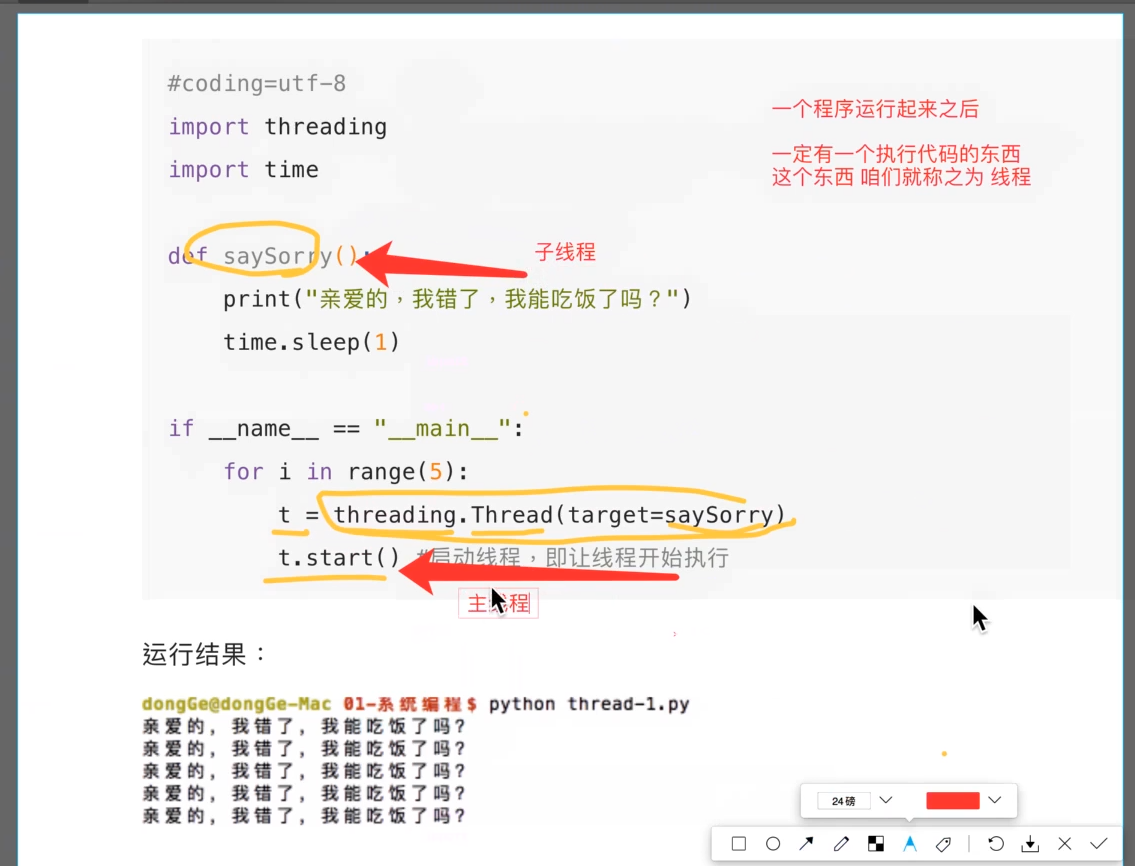 #coding=utf-8
import threading
import time
一个程序运行起来之后
一定有一个执行代码的东西
这个东西 咱们就称之为 线程
def saySorry():
子线程
print("亲爱的，我错了，我能吃饭了吗？")
time.sleep(1)
if __name__ == "__main__":
for i in range(5):
t = threading.Thread(target=saySorry)
t.start() #启动线程，即让线程开始执行
主线程
运行结果：
dongGe@dongGe-Mac 01-系统编程$ python thread-1.py
亲爱的, 我错了, 我能吃饭了吗?
亲爱的, 我错了, 我能吃饭了吗?
亲爱的, 我错了, 我能吃饭了吗?
亲爱的, 我错了, 我能吃饭了吗?
亲爱的, 我错了, 我能吃饭了吗?
24 磅